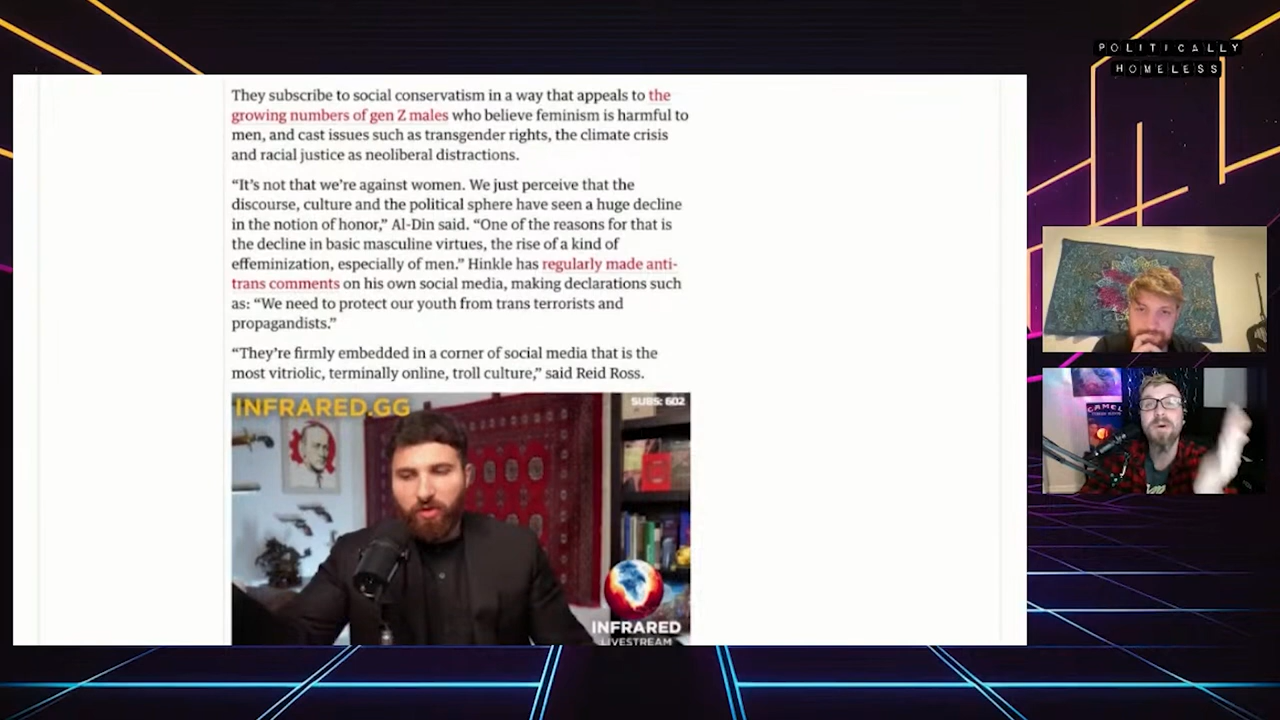 POLITICALLY
HOMELESS
They subscribe to social conservatism in a way that appeals to the
growing numbers of gen Z males who believe feminism is harmful to
men, and cast issues such as transgender rights, the climate crisis
and racial justice as neoliberal distractions.
“It’s not that we’re against women. We just perceive that the
discourse, culture and the political sphere have seen a huge decline
in the notion of honor,” Al-Din said. “One of the reasons for that is
the decline in basic masculine virtues, the rise of a kind of
effeminization, especially of men.” Hinkle has regularly made anti-
trans comments on his own social media, making declarations such
as: “We need to protect our youth from trans terrorists and
propagandists.”
“They’re firmly embedded in a corner of social media that is the
most vitriolic, terminally online, troll culture,” said Reid Ross.
INFRARED.GG
SUBS: 602
INFRARED
LIVESTREAM
CAMEL